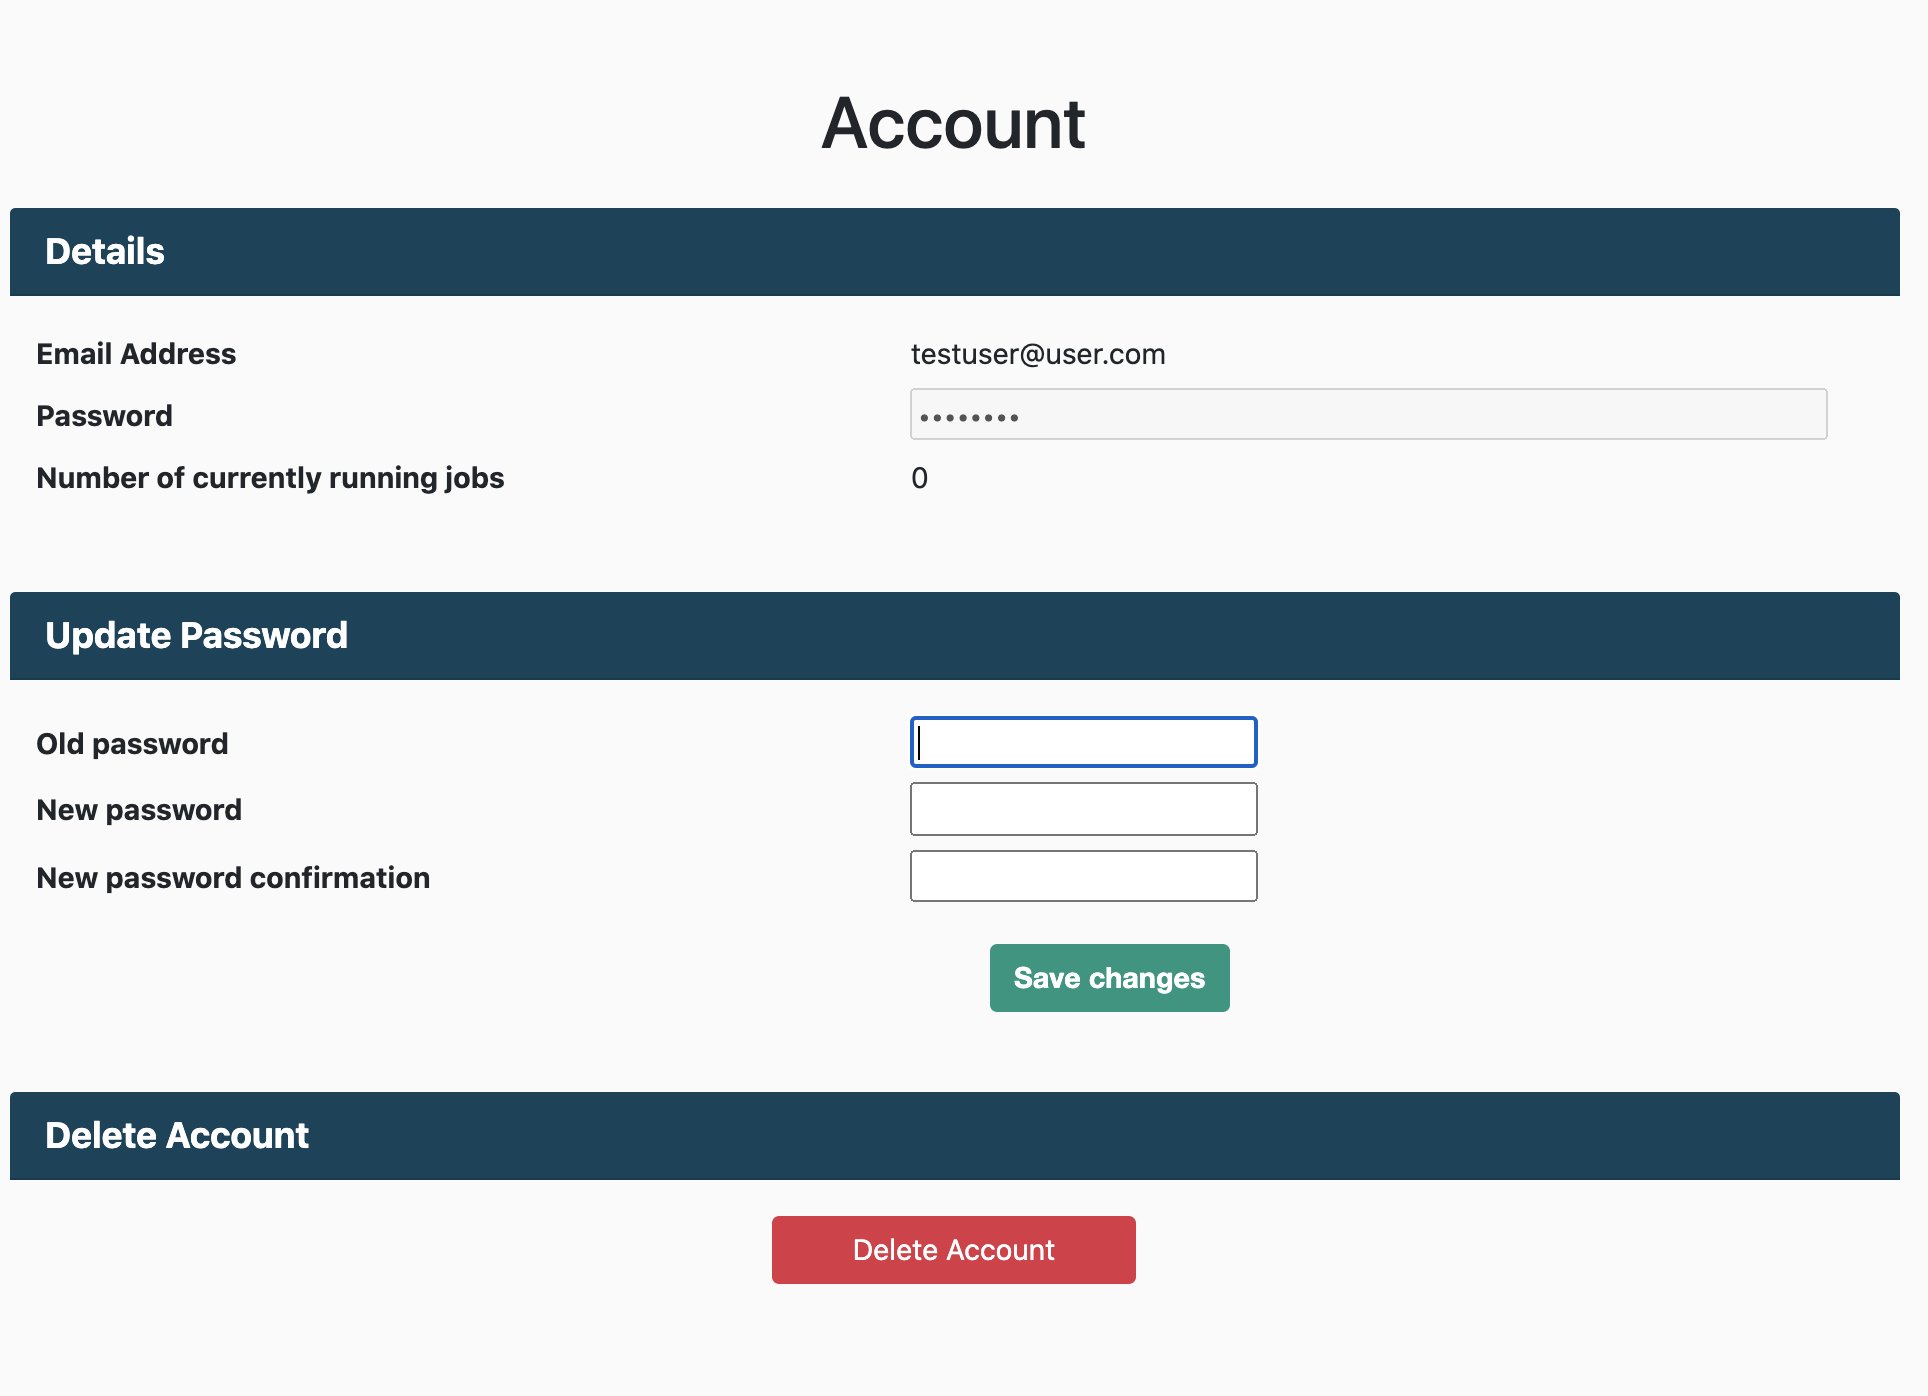 Account
Details
Email Address testuser@user.com
Password ••••••••
Number of currently running jobs 0
Update Password
Old password
New password
New password confirmation
Save changes
Delete Account
Delete Account